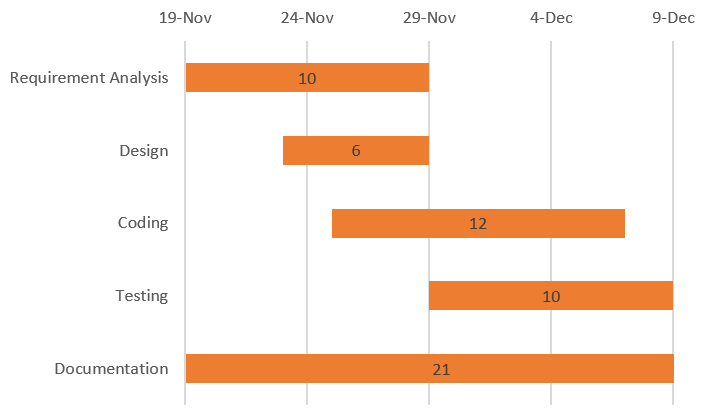 19-Nov 24-Nov 29-Nov 4-Dec 9-Dec
Requirement Analysis 10
Design 6
Coding 12
Testing 10
Documentation 21